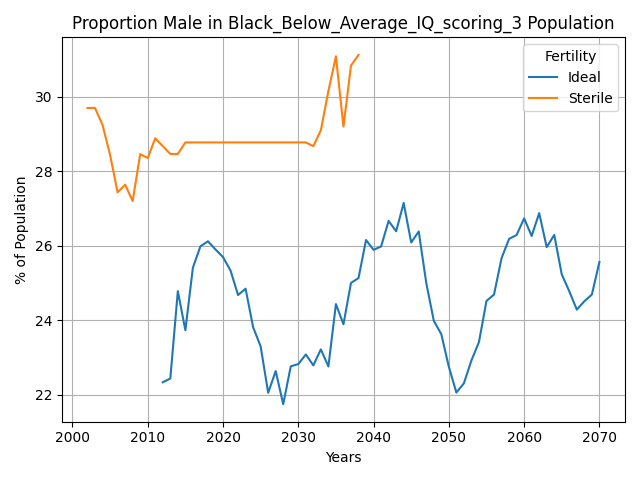 Proportion Male in Black_Below_Average_IQ_scoring_3 Population
Fertility
Ideal
Sterile
% of Population
30
28
26
24
22
2000
2010
2020
2030
2040
2050
2060
2070
Years